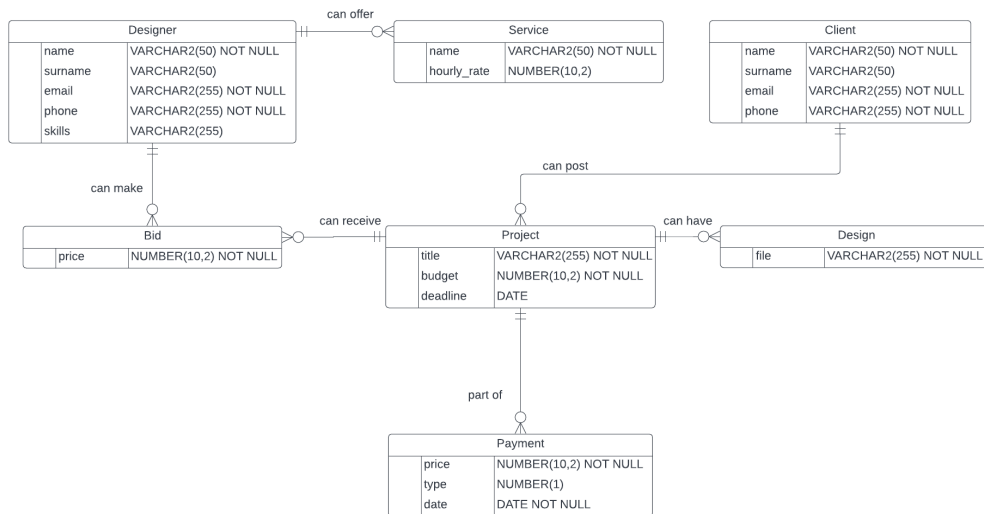 can offer
Designer
name VARCHAR2(50) NOT NULL
surname VARCHAR2(50)
email VARCHAR2(255) NOT NULL
phone VARCHAR2(255) NOT NULL
skills VARCHAR2(255)
Service
name VARCHAR2(50) NOT NULL
hourly_rate NUMBER(10,2)
Client
name VARCHAR2(50) NOT NULL
surname VARCHAR2(50)
email VARCHAR2(255) NOT NULL
phone VARCHAR2(255) NOT NULL
can make
can post
can receive
can have
Bid
price NUMBER(10,2) NOT NULL
Project
title VARCHAR2(255) NOT NULL
budget NUMBER(10,2) NOT NULL
deadline DATE
Design
file VARCHAR2(255) NOT NULL
part of
Payment
price NUMBER(10,2) NOT NULL
type NUMBER(1)
date DATE NOT NULL